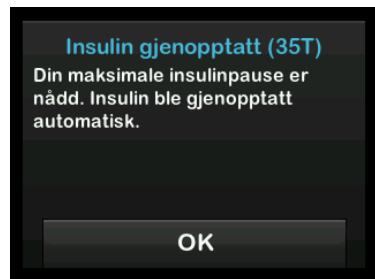 Insulin gjenopptatt (35T)
Din maksimale insulinpause er
nådd. Insulin ble gjenopptatt
automatisk.
OK